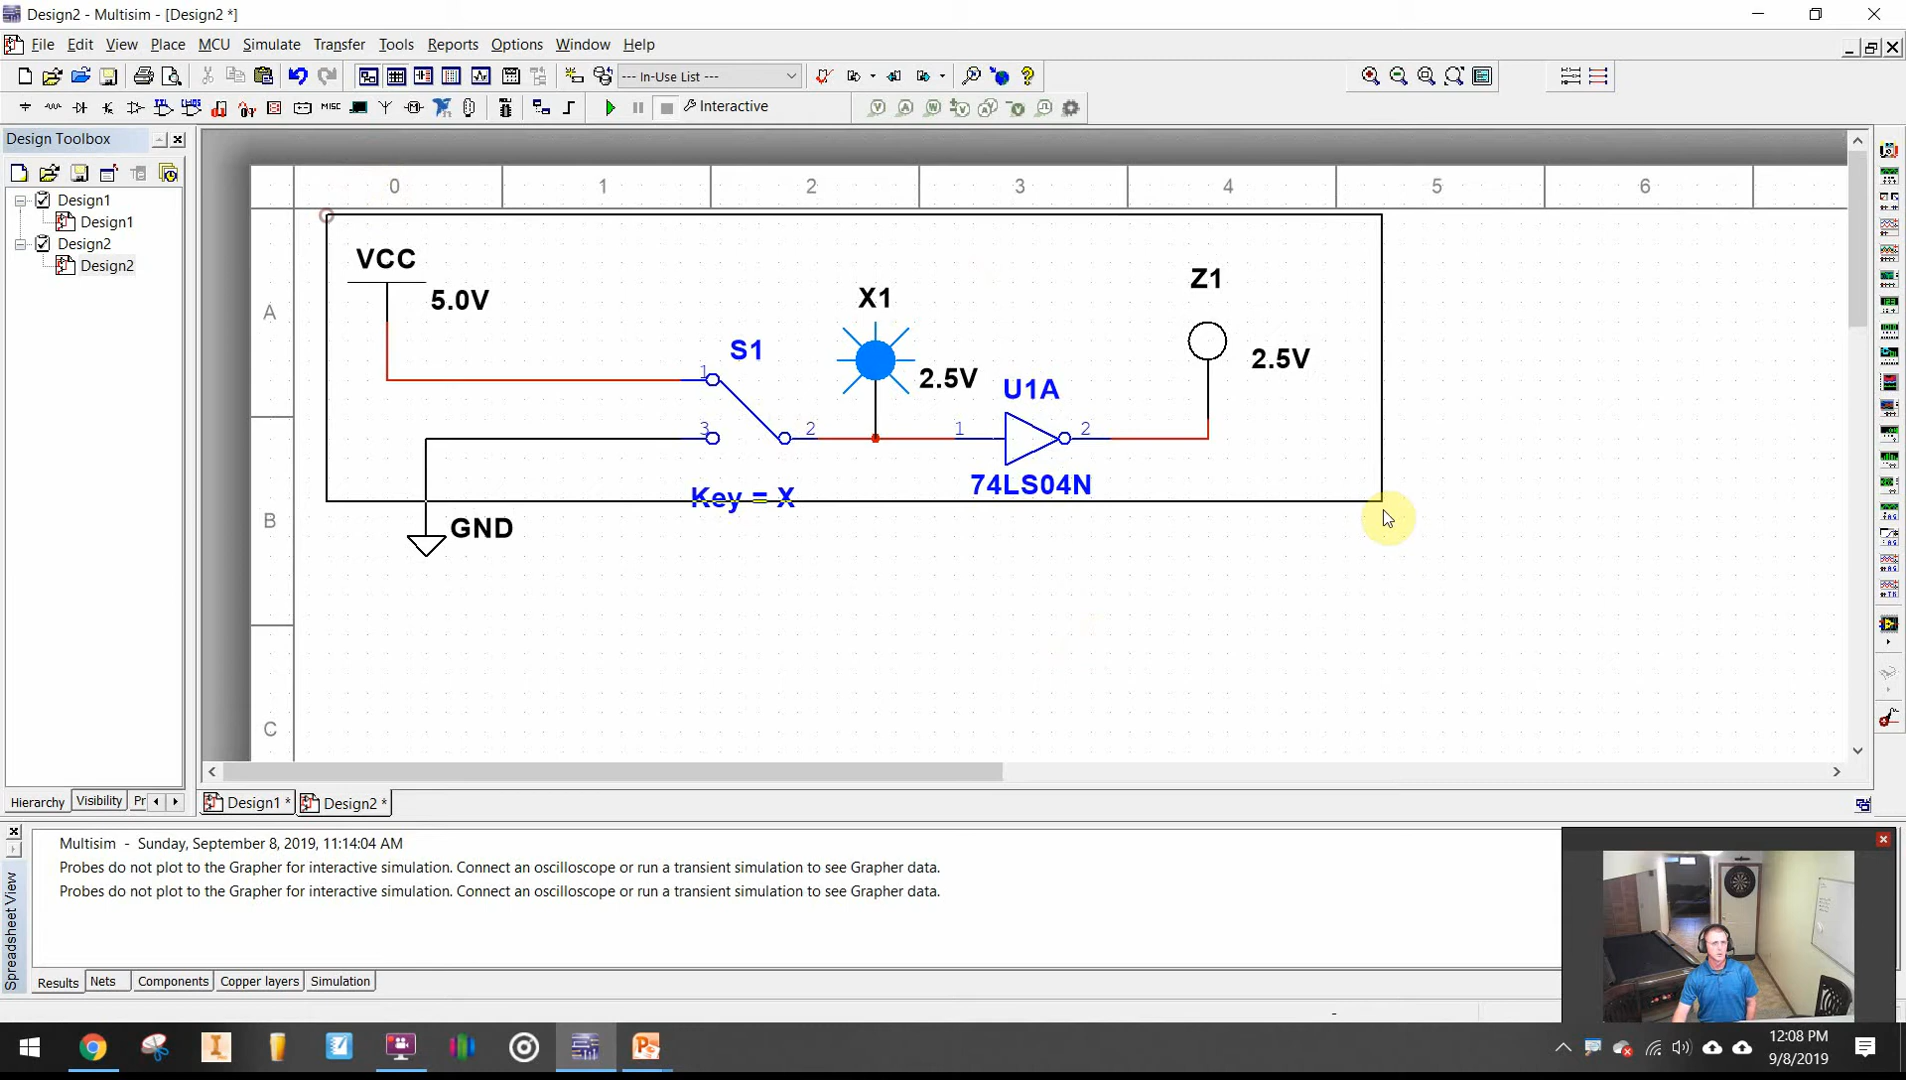 Design2 - Multisim - [Design2 *]
File Edit View Place MCU Simulate Transfer Tools Reports Options Window Help
--- In-Use List ---
MISC
Interactive
Design Toolbox
Design1
Design1
Design2
Design2
Hierarchy Visibility Pr
0 1 2 3 4 5 6
A
B
C
VCC
5.0V
S1
1
3
2
Key = X
GND
X1
2.5V
U1A
1
2
74LS04N
Z1
2.5V
Design1 * Design2 *
Spreadsheet View
Multisim - Sunday, September 8, 2019, 11:14:04 AM
Probes do not plot to the Grapher for interactive simulation. Connect an oscilloscope or run a transient simulation to see Grapher data.
Probes do not plot to the Grapher for interactive simulation. Connect an oscilloscope or run a transient simulation to see Grapher data.
Results Nets Components Copper layers Simulation
-
12:08 PM
9/8/2019